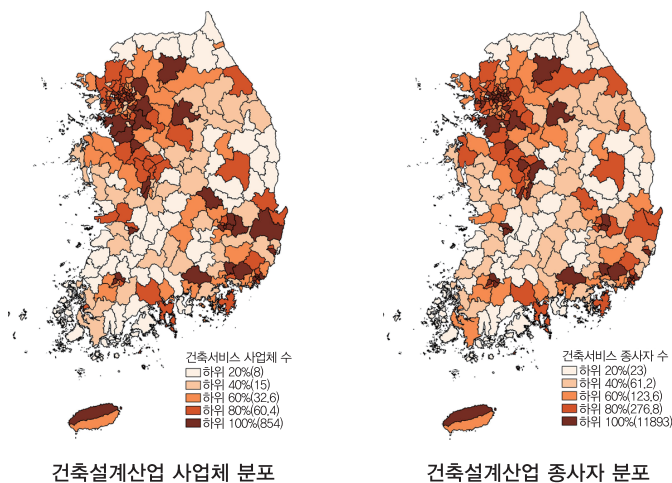 건축서비스 사업체 수
하위 20%(8)
하위 40%(15)
하위 60%(32.6)
하위 80%(60.4)
하위 100%(854)
건축설계산업 사업체 분포
건축서비스 종사자 수
하위 20%(23)
하위 40%(61.2)
하위 60%(123.6)
하위 80%(276.8)
하위 100%(11893)
건축설계산업 종사자 분포